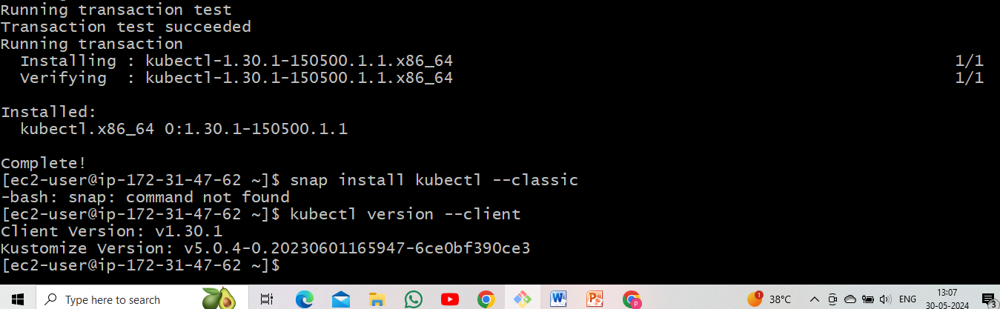 Running transaction test
Transaction test succeeded
Running transaction
  Installing : kubectl-1.30.1-150500.1.1.x86_64 1/1
  Verifying  : kubectl-1.30.1-150500.1.1.x86_64 1/1
Installed:
  kubectl.x86_64 0:1.30.1-150500.1.1
Complete!
[ec2-user@ip-172-31-47-62 ~]$ snap install kubectl --classic
-bash: snap: command not found
[ec2-user@ip-172-31-47-62 ~]$ kubectl version --client
Client Version: v1.30.1
Kustomize Version: v5.0.4-0.20230601165947-6ce0bf390ce3
[ec2-user@ip-172-31-47-62 ~]$
Type here to search
1
38°C
ENG
13:07
30-05-2024
3